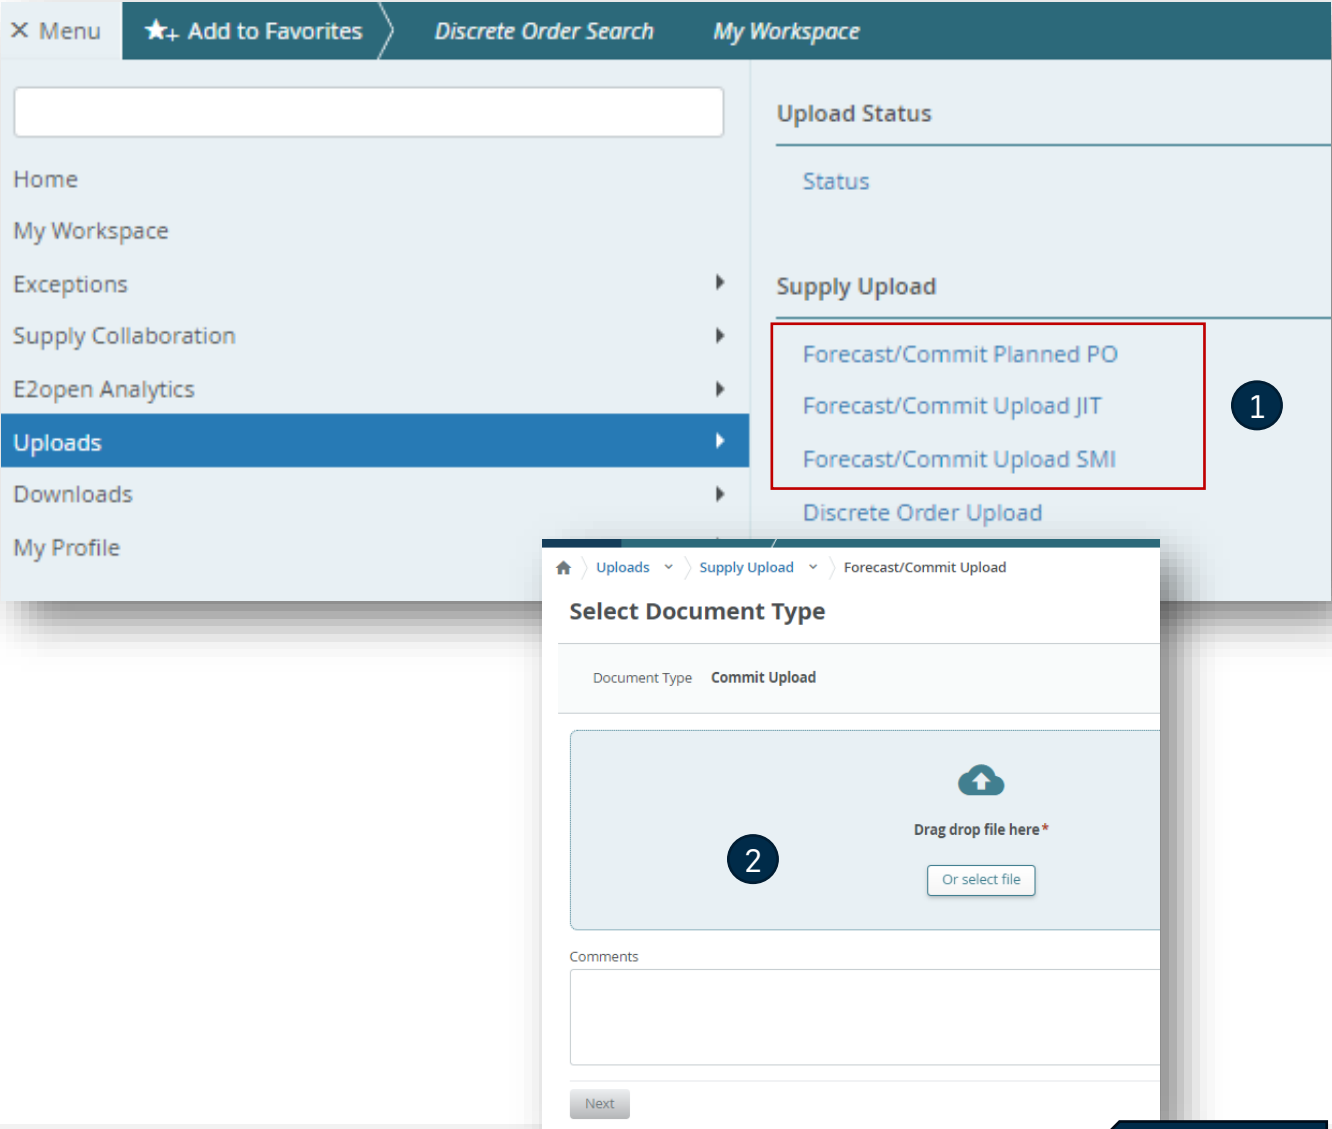 Menu
Add to Favorites
Discrete Order Search
My Workspace
Home
My Workspace
Exceptions
Supply Collaboration
E2open Analytics
Uploads
Downloads
My Profile
Upload Status
Status
Supply Upload
Forecast/Commit Planned PO
Forecast/Commit Upload JIT
Forecast/Commit Upload SMI
1
Discrete Order Upload
Uploads
Supply Upload
Forecast/Commit Upload
Select Document Type
Document Type Commit Upload
Drag drop file here*
2
Or select file
Comments
Next